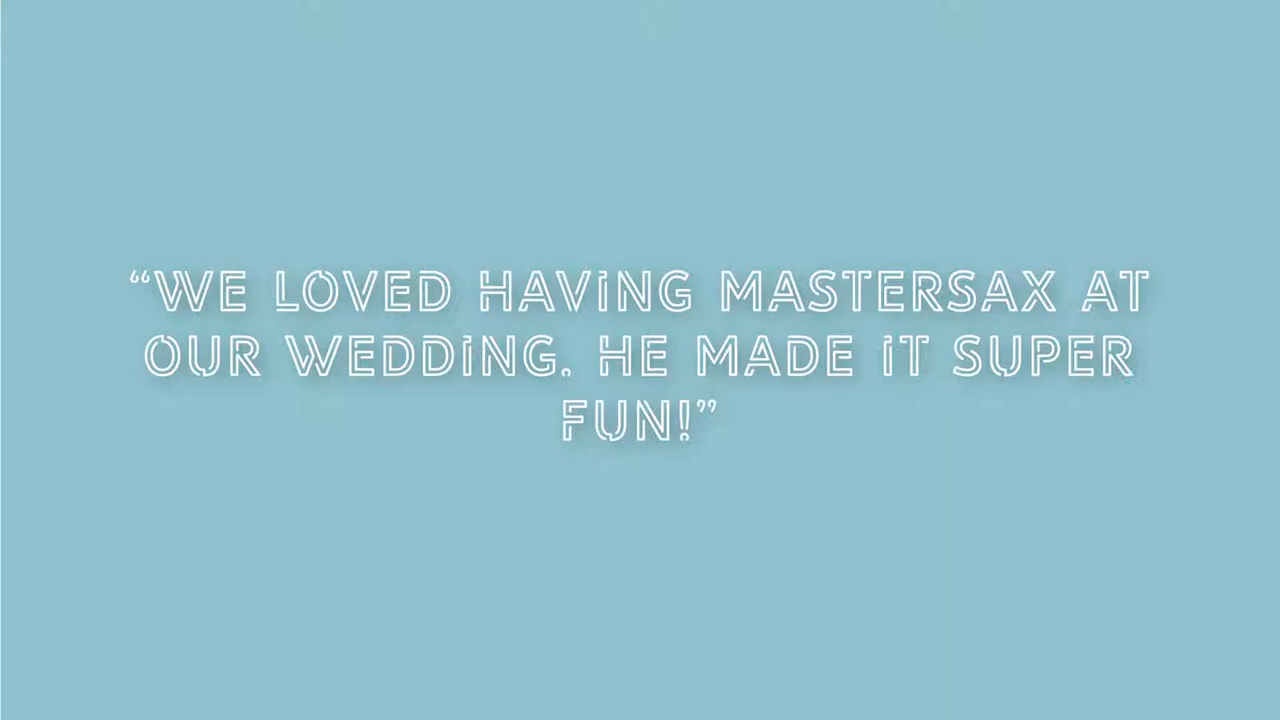 “WE LOVED HAViNG MASTERSAX AT
OUR WEDDiNG. HE MADE iT SUPER
FUN!”